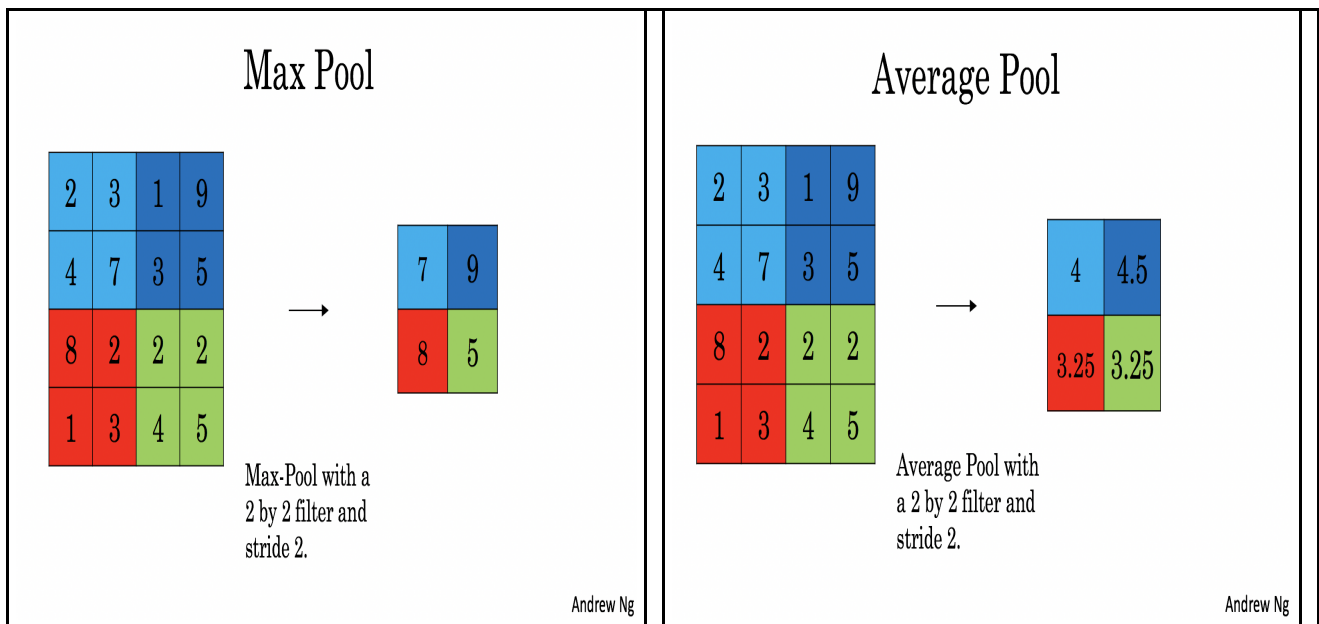 Max Pool
2 3 1 9
4 7 3 5
8 2 2 2
1 3 4 5
7 9
8 5
Max-Pool with a
2 by 2 filter and
stride 2.
Andrew Ng
Average Pool
2 3 1 9
4 7 3 5
8 2 2 2
1 3 4 5
4 4.5
3.25 3.25
Average Pool with
a 2 by 2 filter and
stride 2.
Andrew Ng